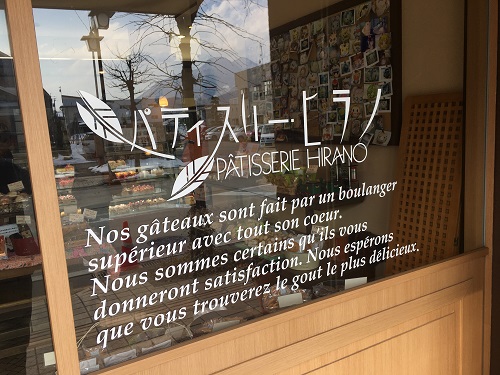 パティスリー・ヒラノ
PÂTISSERIE HIRANO
Nos gâteaux sont fait par un boulanger
supérieur avec tout son coeur.
Nous sommes certains qu'ils vous
donneront satisfaction. Nous espérons
que vous trouverez le gout le plus délicieux.